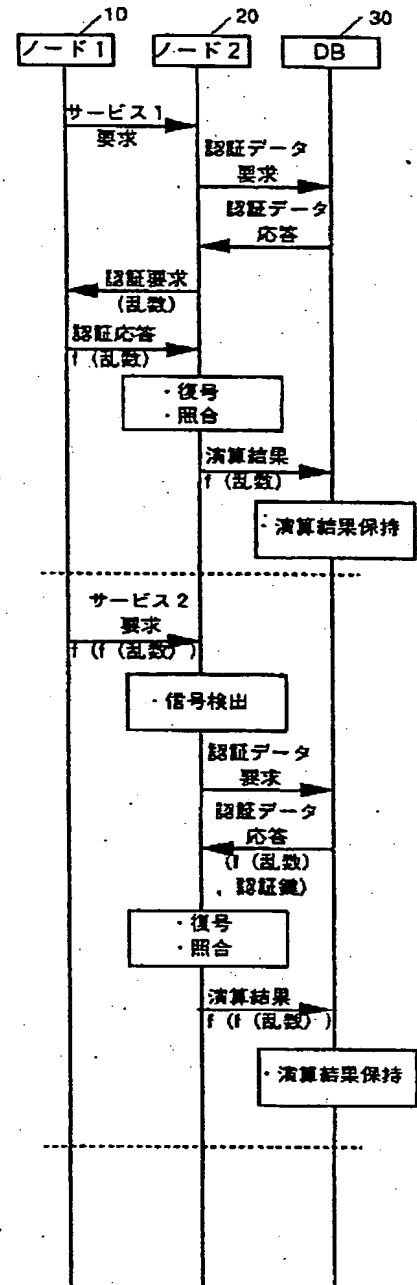 10
20
30
ノード1
ノード2
DB
サービス1
要求
認証データ
要求
認証データ
応答
認証要求
(乱数)
認証応答
f (乱数)
・復号
・照合
演算結果
f (乱数)
・演算結果保持
サービス2
要求
f (f (乱数) )
・信号検出
認証データ
要求
認証データ
応答
(f (乱数)
, 認証鍵)
・復号
・照合
演算結果
f (f (乱数) )
・演算結果保持